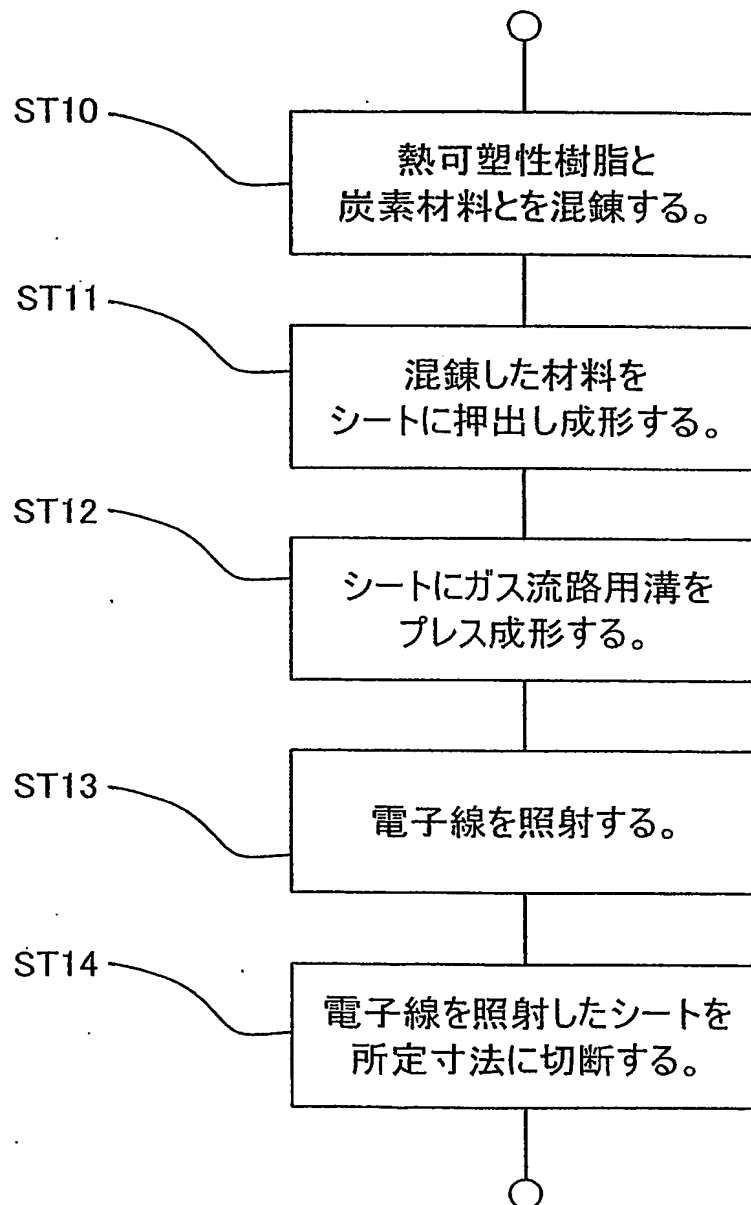 ST10
熱可塑性樹脂と
炭素材料とを混錬する。
ST11
混錬した材料を
シートに押出し成形する。
ST12
シートにガス流路用溝を
プレス成形する。
ST13
電子線を照射する。
ST14
電子線を照射したシートを
所定寸法に切断する。